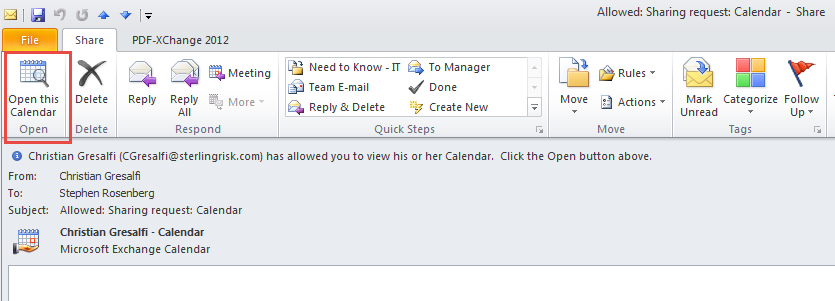 Allowed: Sharing request: Calendar - Share
File Share PDF-XChange 2012
Open this Calendar
Delete
Reply
Reply All
Meeting
More
Need to Know - IT
Team E-mail
Reply & Delete
To Manager
Done
Create New
Move
Rules
Actions
Mark Unread
Categorize
Follow Up
Open Delete Respond Quick Steps Move Tags
Christian Gresalfi (CGresalfi@sterlingrisk.com) has allowed you to view his or her Calendar. Click the Open button above.
From: Christian Gresalfi
To: Stephen Rosenberg
Subject: Allowed: Sharing request: Calendar
Christian Gresalfi - Calendar
Microsoft Exchange Calendar